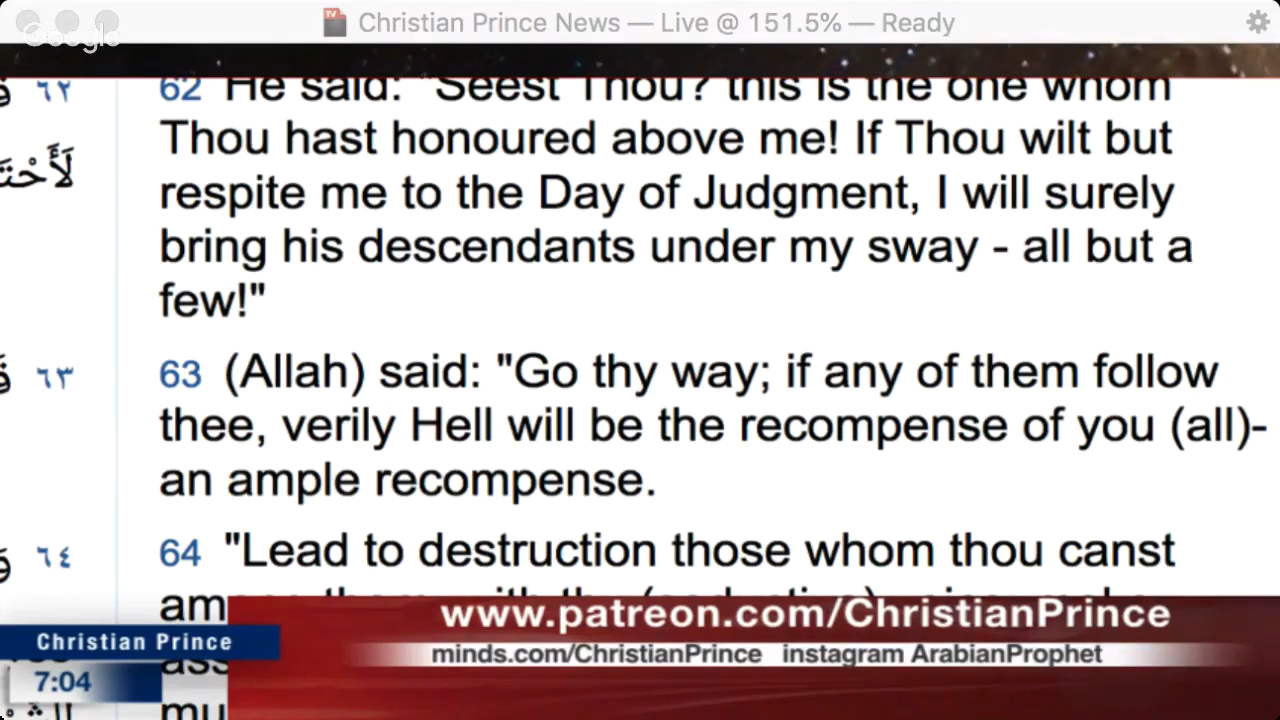 Christian Prince News — Live @ 151.5% — Ready
Google
٦٢ 62 He said: "Seest Thou? this is the one whom
Thou hast honoured above me! If Thou wilt but
respite me to the Day of Judgment, I will surely
bring his descendants under my sway - all but a
few!"
٦٣ 63 (Allah) said: "Go thy way; if any of them follow
thee, verily Hell will be the recompense of you (all)-
an ample recompense.
٦٤ 64 "Lead to destruction those whom thou canst
www.patreon.com/ChristianPrince
Christian Prince
minds.com/ChristianPrince instagram ArabianProphet
7:04